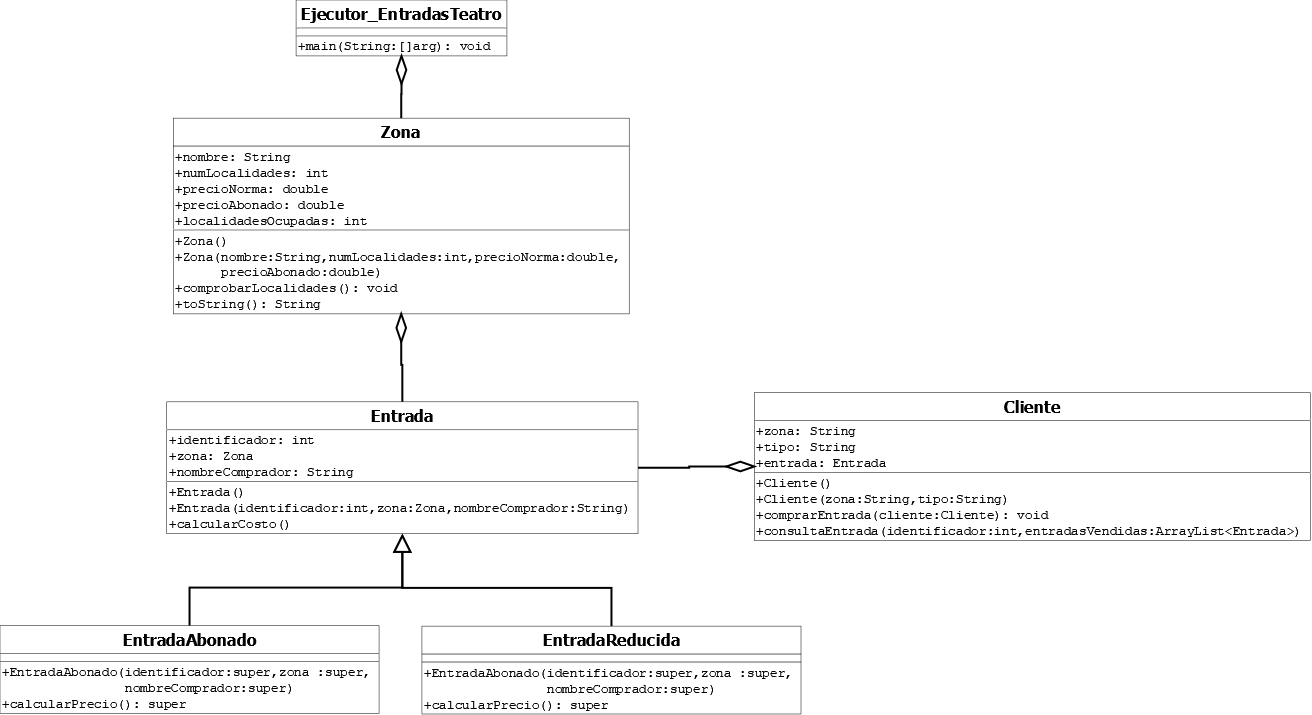 Ejecutor_EntradasTeatro
+main(String:[]arg): void
Zona
+nombre: String
+numLocalidades: int
+precioNorma: double
+precioAbonado: double
+localidadesOcupadas: int
+Zona()
+Zona(nombre:String,numLocalidades:int,precioNorma:double,
precioAbonado:double)
+comprobarLocalidades(): void
+toString(): String
Entrada
+identificador: int
+zona: Zona
+nombreComprador: String
+Entrada()
+Entrada(identificador:int,zona:Zona,nombreComprador:String)
+calcularCosto()
Cliente
+zona: String
+tipo: String
+entrada: Entrada
+Cliente()
+Cliente(zona:String,tipo:String)
+comprarEntrada(cliente:Cliente): void
+consultaEntrada(identificador:int,entradasVendidas:ArrayList<Entrada>)
EntradaAbonado
+EntradaAbonado(identificador:super,zona :super,
nombreComprador:super)
+calcularPrecio(): super
EntradaReducida
+EntradaAbonado(identificador:super,zona :super,
nombreComprador:super)
+calcularPrecio(): super